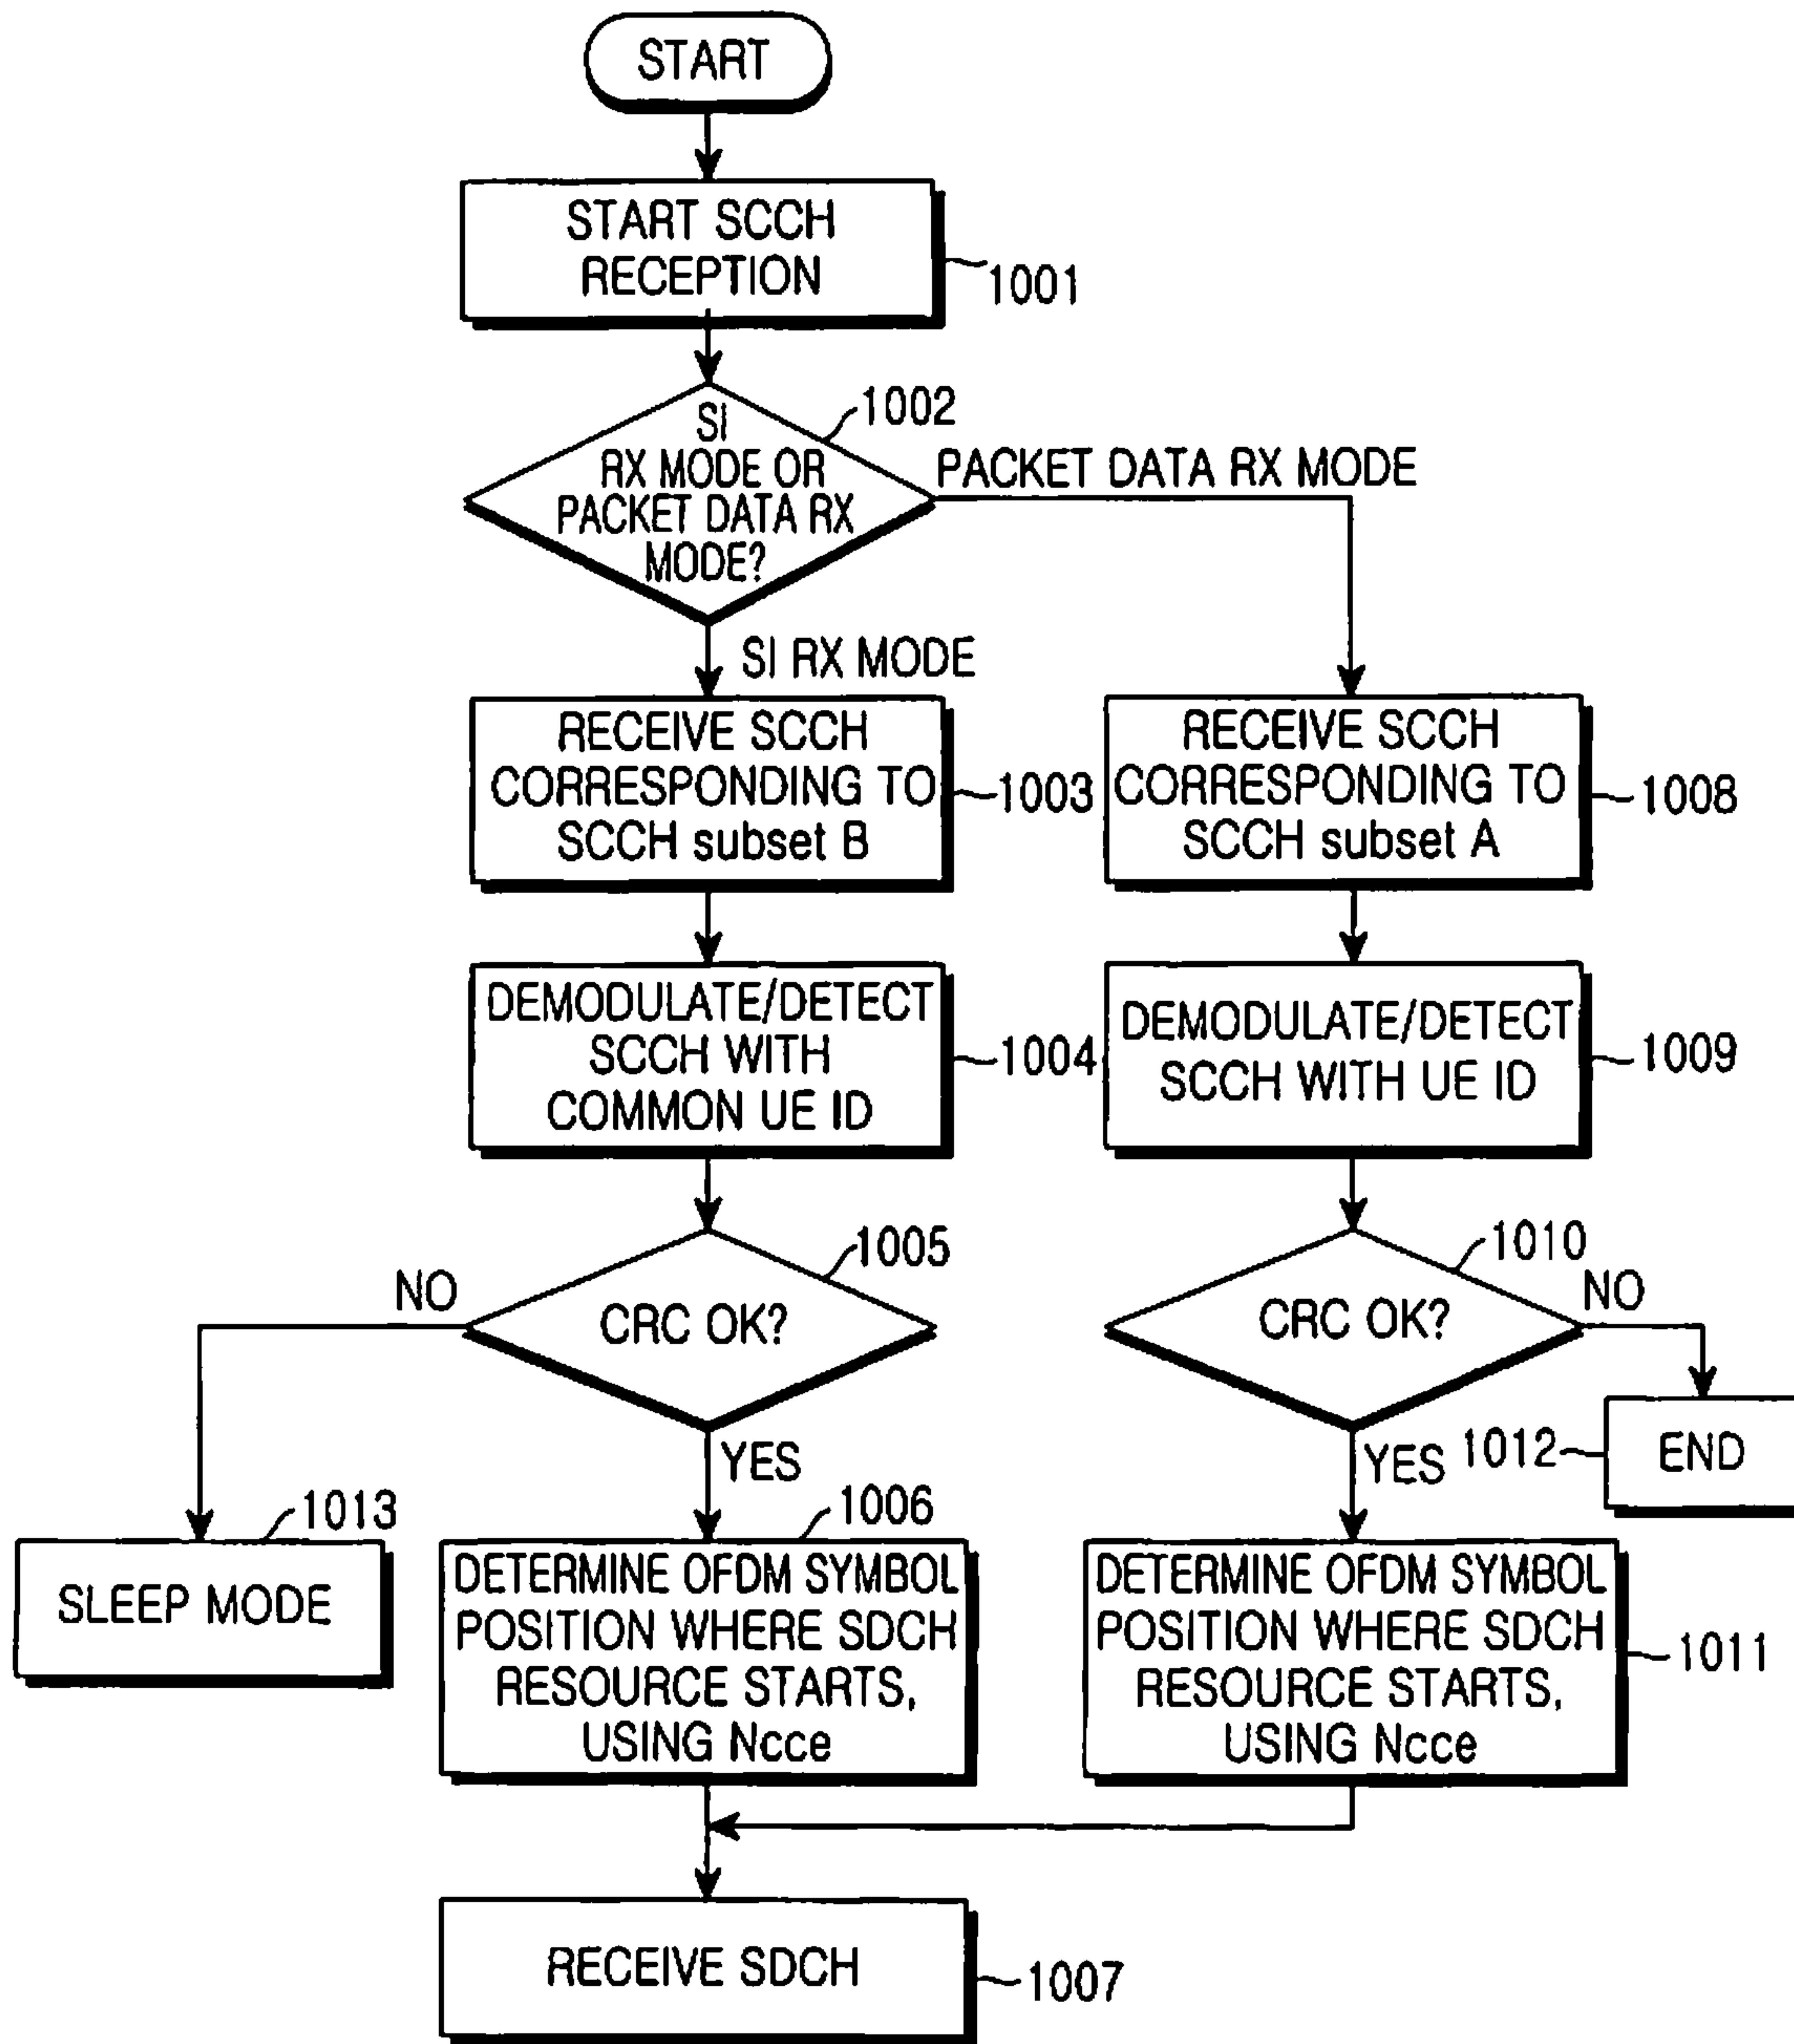 START
START SCCH
RECEPTION
1001
1002
SI
RX MODE OR
PACKET DATA RX
MODE?
PACKET DATA RX MODE
SI RX MODE
RECEIVE SCCH
CORRESPONDING TO
SCCH subset B
1003
RECEIVE SCCH
CORRESPONDING TO
SCCH subset A
1008
DEMODULATE/DETECT
SCCH WITH
COMMON UE ID
1004
DEMODULATE/DETECT
SCCH WITH UE ID
1009
1005
NO
CRC OK?
YES
1010
NO
CRC OK?
YES
1012
END
1013
SLEEP MODE
1006
DETERMINE OFDM SYMBOL
POSITION WHERE SDCH
RESOURCE STARTS,
USING Ncce
DETERMINE OFDM SYMBOL
POSITION WHERE SDCH
RESOURCE STARTS,
USING Ncce
1011
RECEIVE SDCH
1007